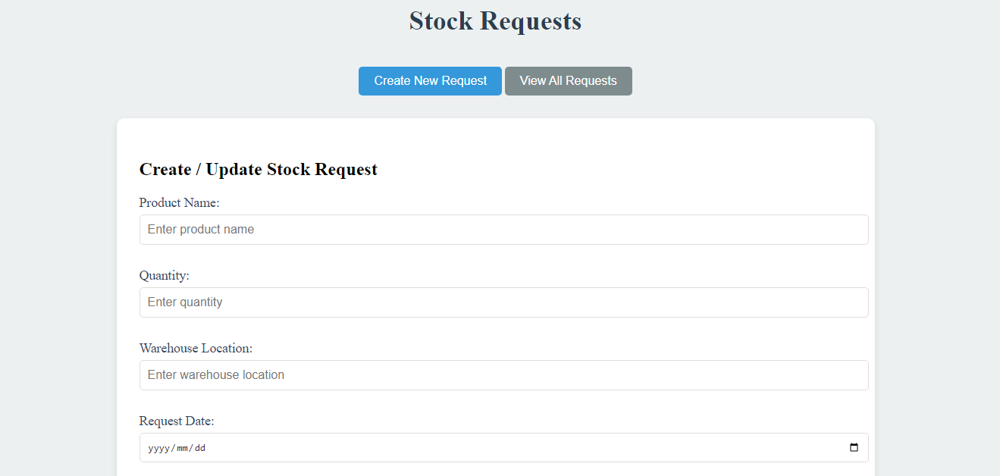 Stock Requests
Create New Request View All Requests
Create / Update Stock Request
Product Name:
Enter product name
Quantity:
Enter quantity
Warehouse Location:
Enter warehouse location
Request Date:
yyyy/mm/dd